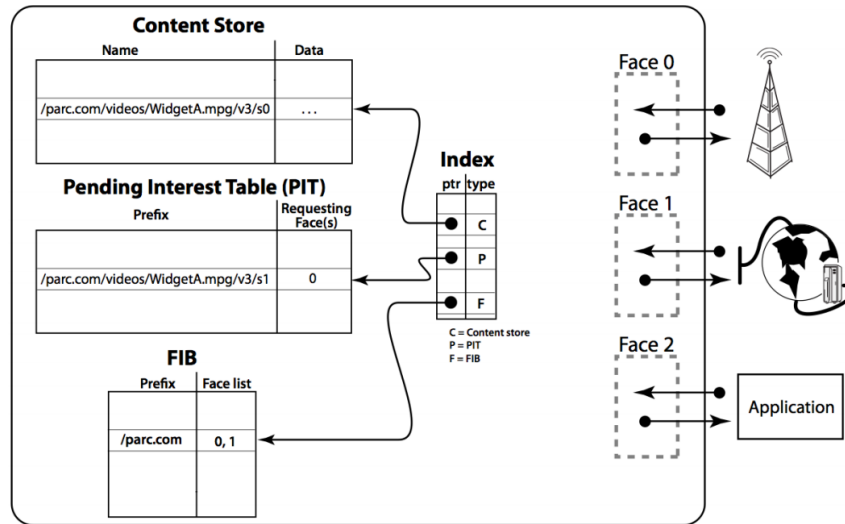 Content Store
Name Data
/parc.com/videos/WidgetA.mpg/v3/s0 ...
Pending Interest Table (PIT)
Prefix Requesting Face(s)
/parc.com/videos/WidgetA.mpg/v3/s1 0
FIB
Prefix Face list
/parc.com 0, 1
Index
ptr type
C
P
F
C = Content store
P = PIT
F = FIB
Face 0
Face 1
Face 2
Application